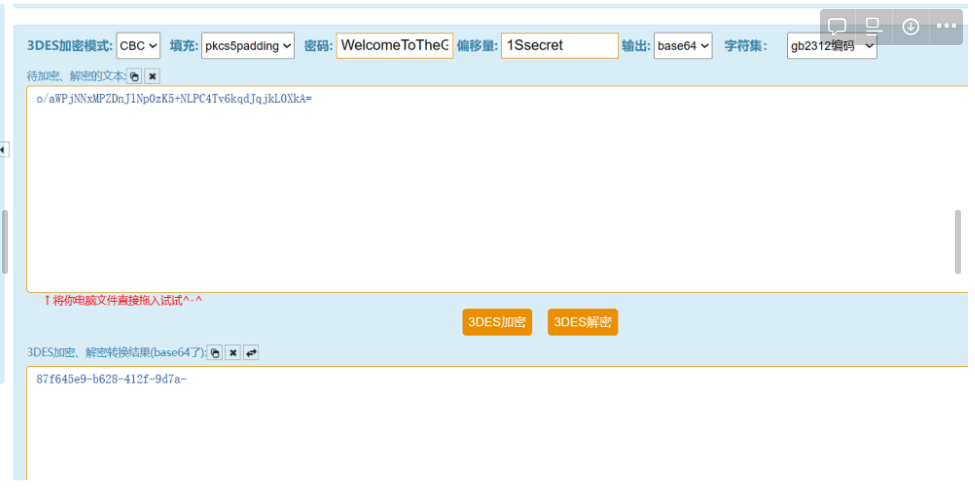 3DES加密模式: CBC 填充: pkcs5padding 密码: WelcomeToTheG 偏移量: 1Ssecret 输出: base64 字符集: gb2312编码
待加密、解密的文本:
o/aWPjNNxMPZDnJlNpOzK5+NLPC4Tv6kqdJqjkLOXkA=
↑将你电脑文件直接拖入试试^-^
3DES加密 3DES解密
3DES加密、解密转换结果(base64了):
87f645e9-b628-412f-9d7a-